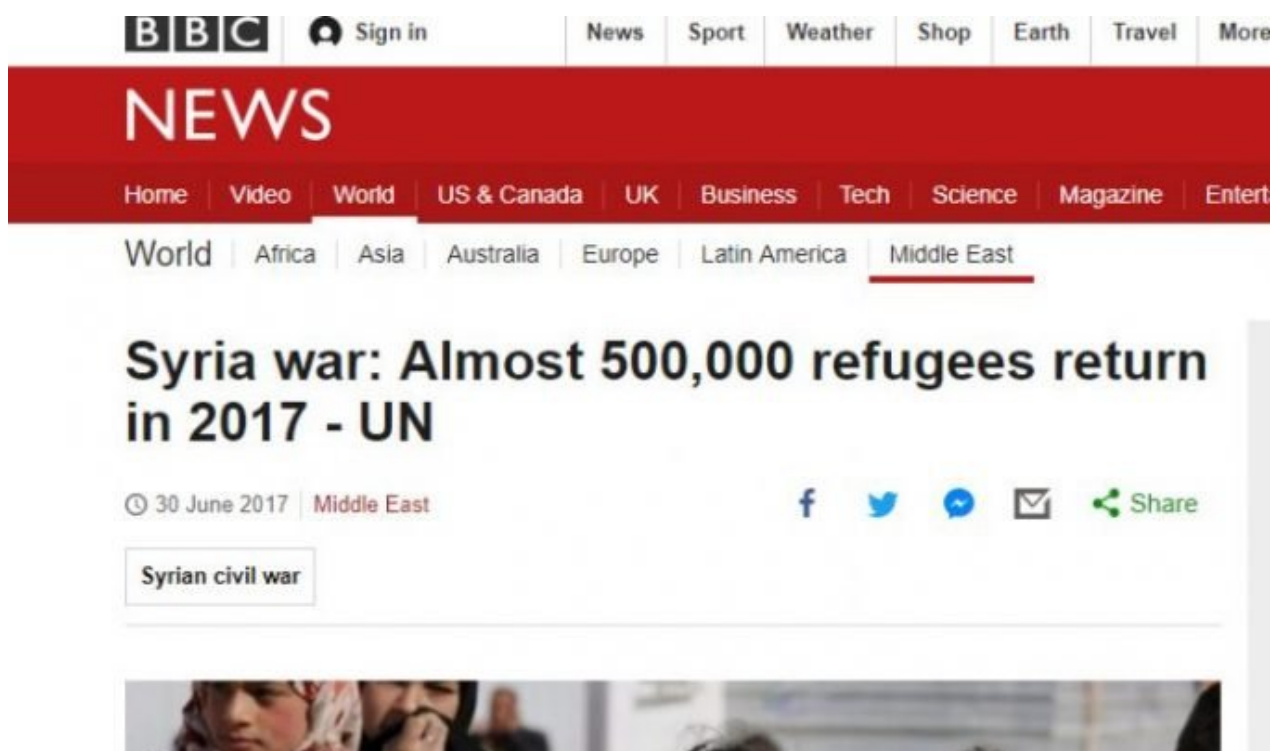 BBC Sign in News Sport Weather Shop Earth Travel More
NEWS
Home Video World US & Canada UK Business Tech Science Magazine Entert
World Africa Asia Australia Europe Latin America Middle East
Syria war: Almost 500,000 refugees return
in 2017 - UN
30 June 2017 Middle East f Share
Syrian civil war